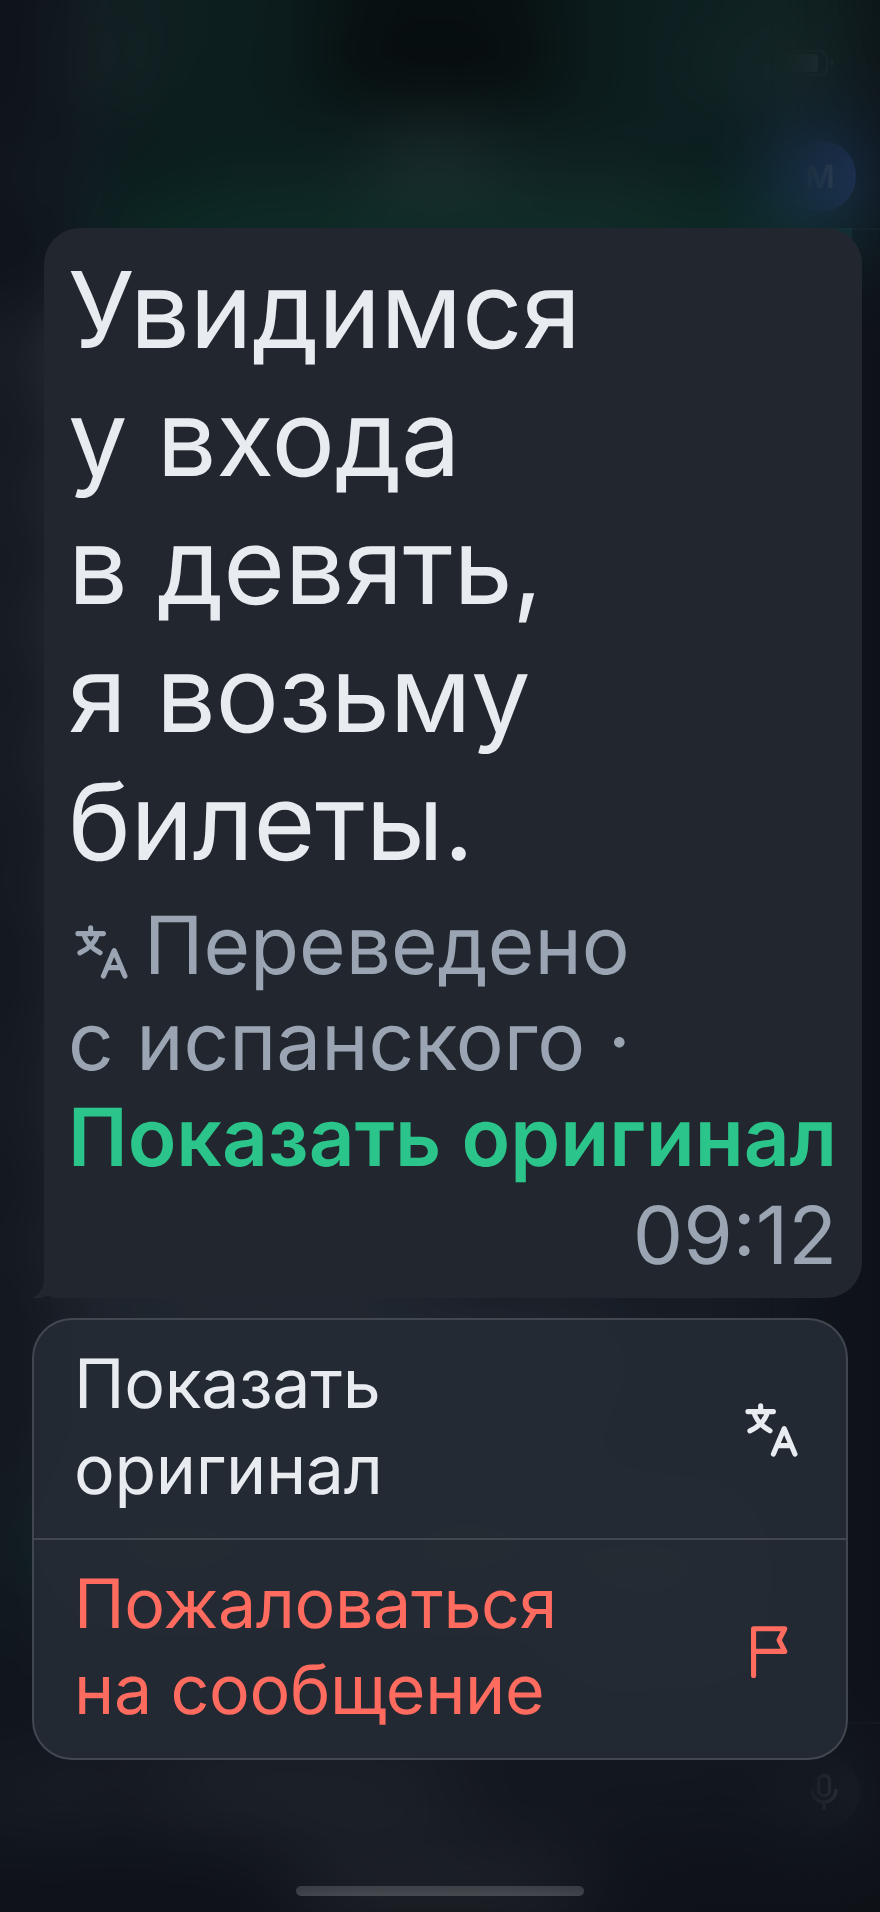 М
Увидимся
у входа
в девять,
я возьму
билеты.
Переведено
с испанского ·
Показать оригинал
09:12
Показать
оригинал
Пожаловаться
на сообщение